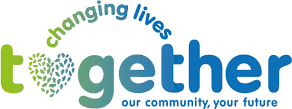 changing lives
together
our community, your future